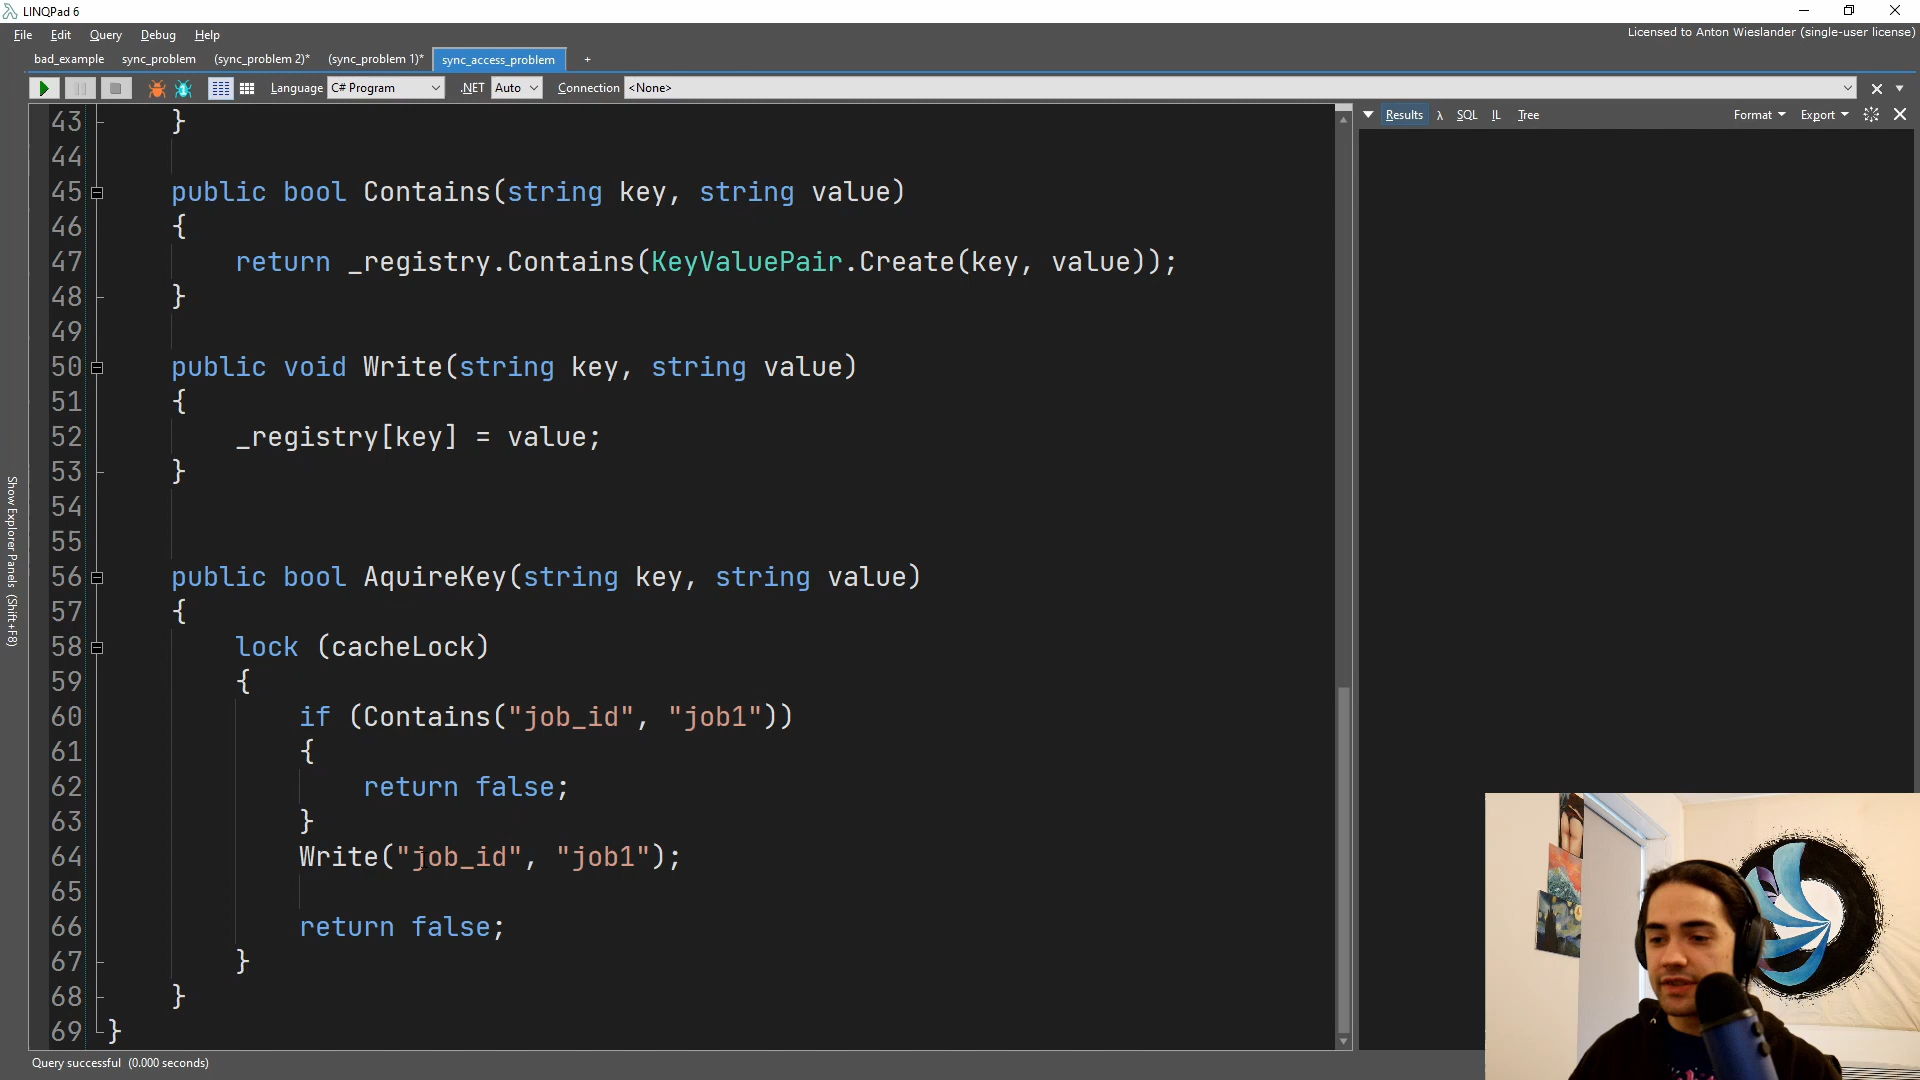 LINQPad 6
File Edit Query Debug Help
Licensed to Anton Wieslander (single-user license)
bad_example sync_problem (sync_problem 2)* (sync_problem 1)* sync_access_problem +
Language C# Program .NET Auto Connection <None>
Results λ SQL IL Tree Format Export
Show Explorer Panels (Shift+F8)
43 }
44
45 public bool Contains(string key, string value)
46 {
47 return _registry.Contains(KeyValuePair.Create(key, value));
48 }
49
50 public void Write(string key, string value)
51 {
52 _registry[key] = value;
53 }
54
55
56 public bool AquireKey(string key, string value)
57 {
58 lock (cacheLock)
59 {
60 if (Contains("job_id", "job1"))
61 {
62 return false;
63 }
64 Write("job_id", "job1");
65
66 return false;
67 }
68 }
69 }
Query successful (0.000 seconds)